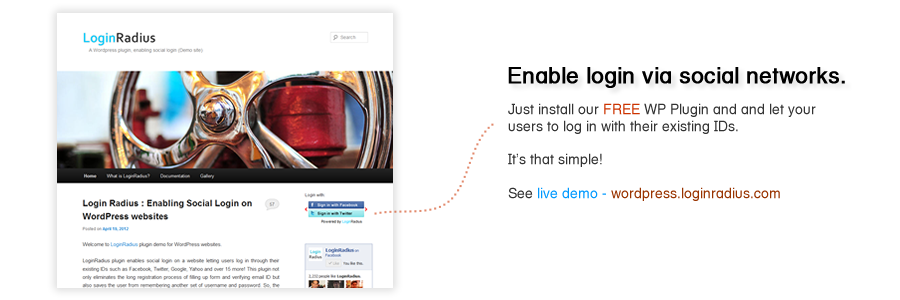 LoginRadius
A Wordpress plugin, enabling social login (Demo site)
Search
Home What is LoginRadius? Documentation Gallery
Login Radius : Enabling Social Login on
WordPress websites
Posted on April 10, 2012
Welcome to LoginRadius plugin demo for WordPress websites.
LoginRadius plugin enables social login on a website letting users log in through their
existing IDs such as Facebook, Twitter, Google, Yahoo and over 15 more! This plugin not
only eliminates the long registration process of filling up form and verifying email ID but
also saves the user from remembering another set of username and password. So, the
Login with:
Sign in with Facebook
Sign in with Twitter
Powered by LoginRadius
LoginRadius
LoginRadius on
Facebook
You like this.
people like LoginRadius.
Enable login via social networks.
Just install our FREE WP Plugin and and let your
users to log in with their existing IDs.
It's that simple!
See live demo - wordpress.loginradius.com